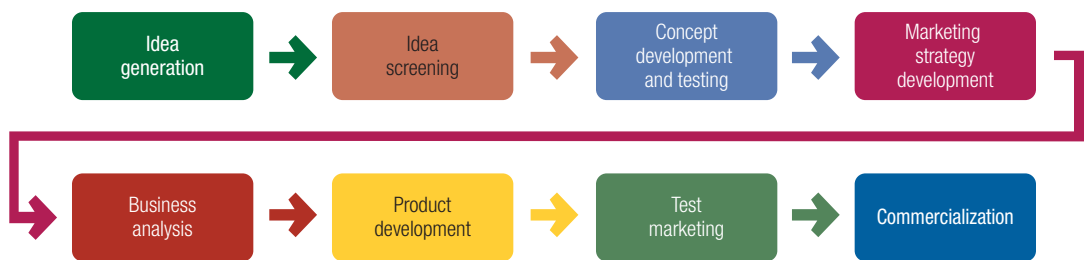 Idea
generation
Idea
screening
Concept
development
and testing
Marketing
strategy
development
Business
analysis
Product
development
Test
marketing
Commercialization